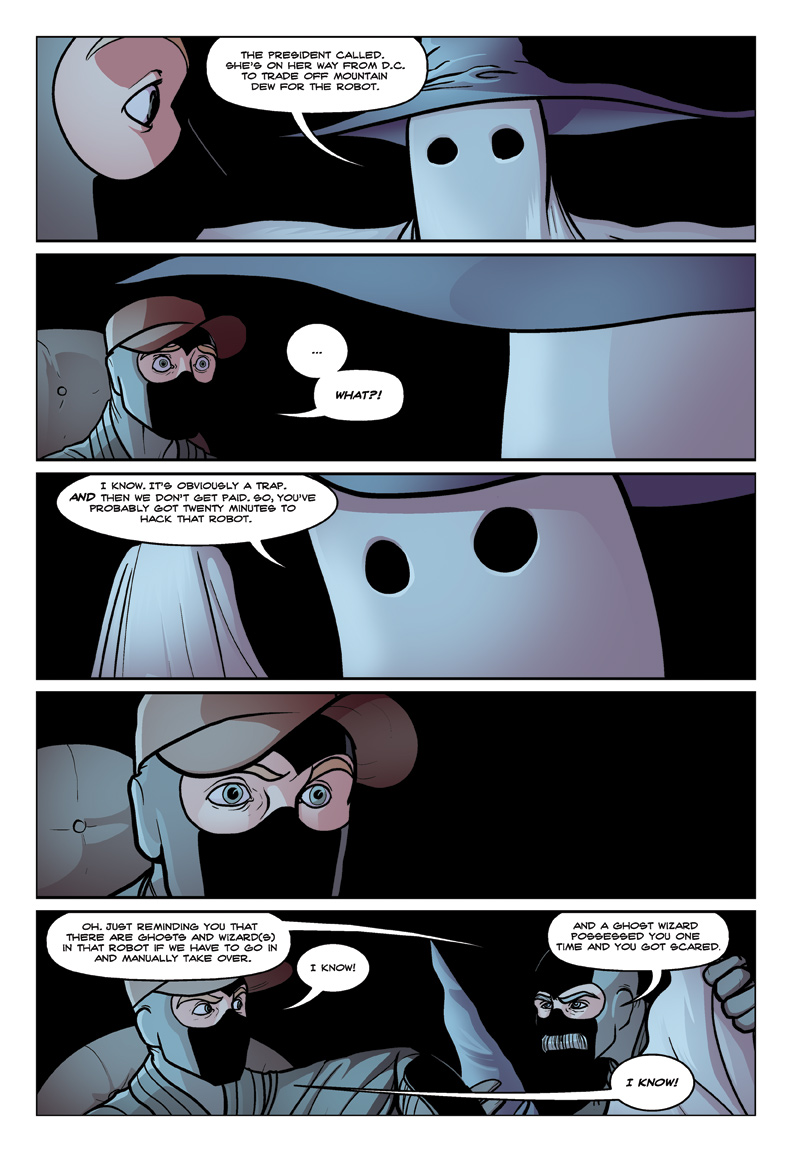 THE PRESIDENT CALLED.
SHE'S ON HER WAY FROM D.C.
TO TRADE OFF MOUNTAIN
DEW FOR THE ROBOT.
...
WHAT?!
I KNOW. IT'S OBVIOUSLY A TRAP.
AND THEN WE DON'T GET PAID. SO, YOU'VE
PROBABLY GOT TWENTY MINUTES TO
HACK THAT ROBOT.
OH. JUST REMINDING YOU THAT
THERE ARE GHOSTS AND WIZARD(S)
IN THAT ROBOT IF WE HAVE TO GO IN
AND MANUALLY TAKE OVER.
I KNOW!
AND A GHOST WIZARD
POSSESSED YOU ONE
TIME AND YOU GOT SCARED.
I KNOW!